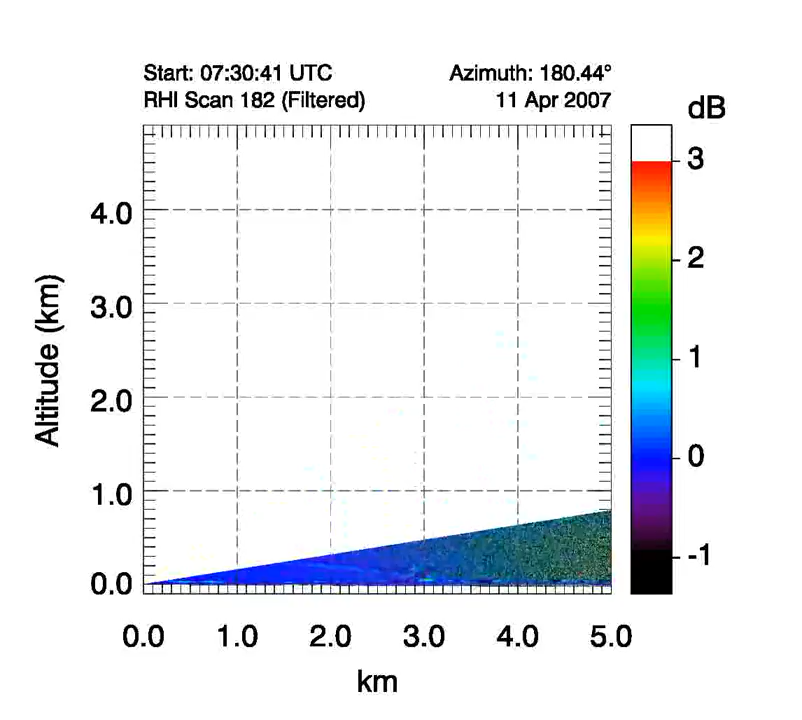 Start: 07:30:41 UTC
Azimuth: 180.44°
RHI Scan 182 (Filtered)
11 Apr 2007
dB
3
2
1
0
-1
Altitude (km)
4.0
3.0
2.0
1.0
0.0
0.0 1.0 2.0 3.0 4.0 5.0
km